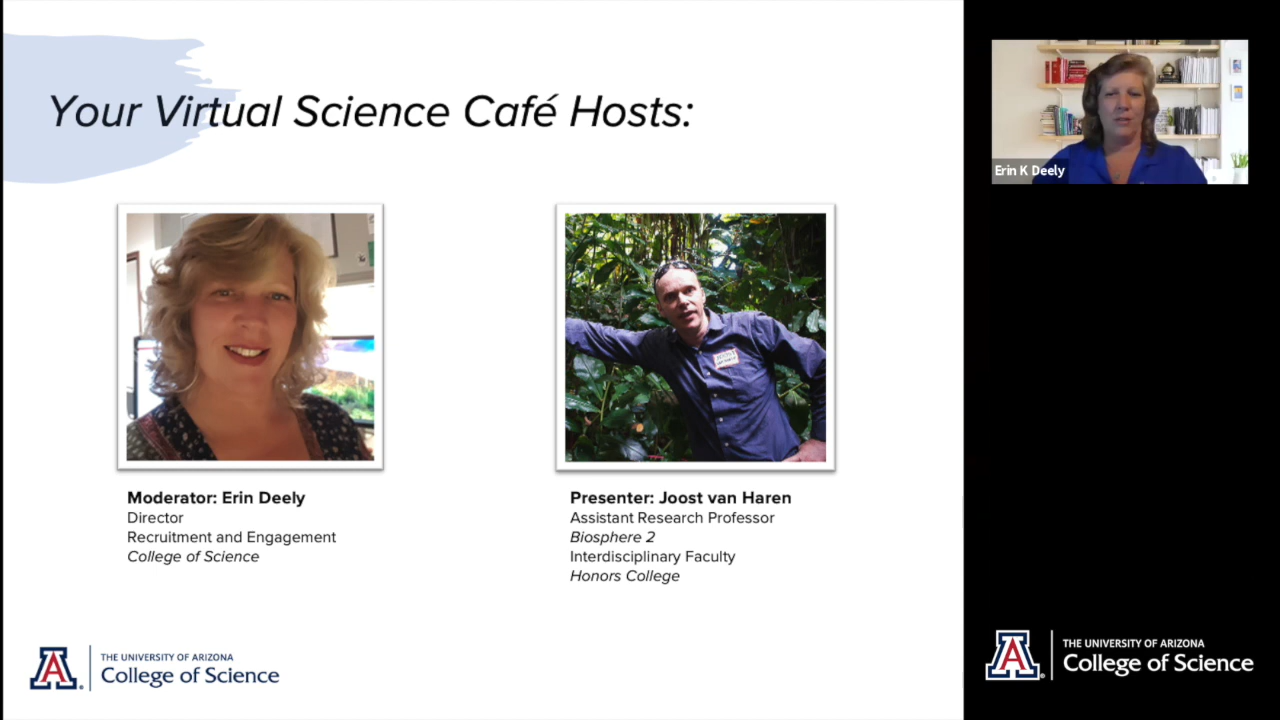 Your Virtual Science Café Hosts:
Erin K Deely
Moderator: Erin Deely
Director
Recruitment and Engagement
College of Science
Presenter: Joost van Haren
Assistant Research Professor
Biosphere 2
Interdisciplinary Faculty
Honors College
A
THE UNIVERSITY OF ARIZONA
College of Science
A
THE UNIVERSITY OF ARIZONA
College of Science